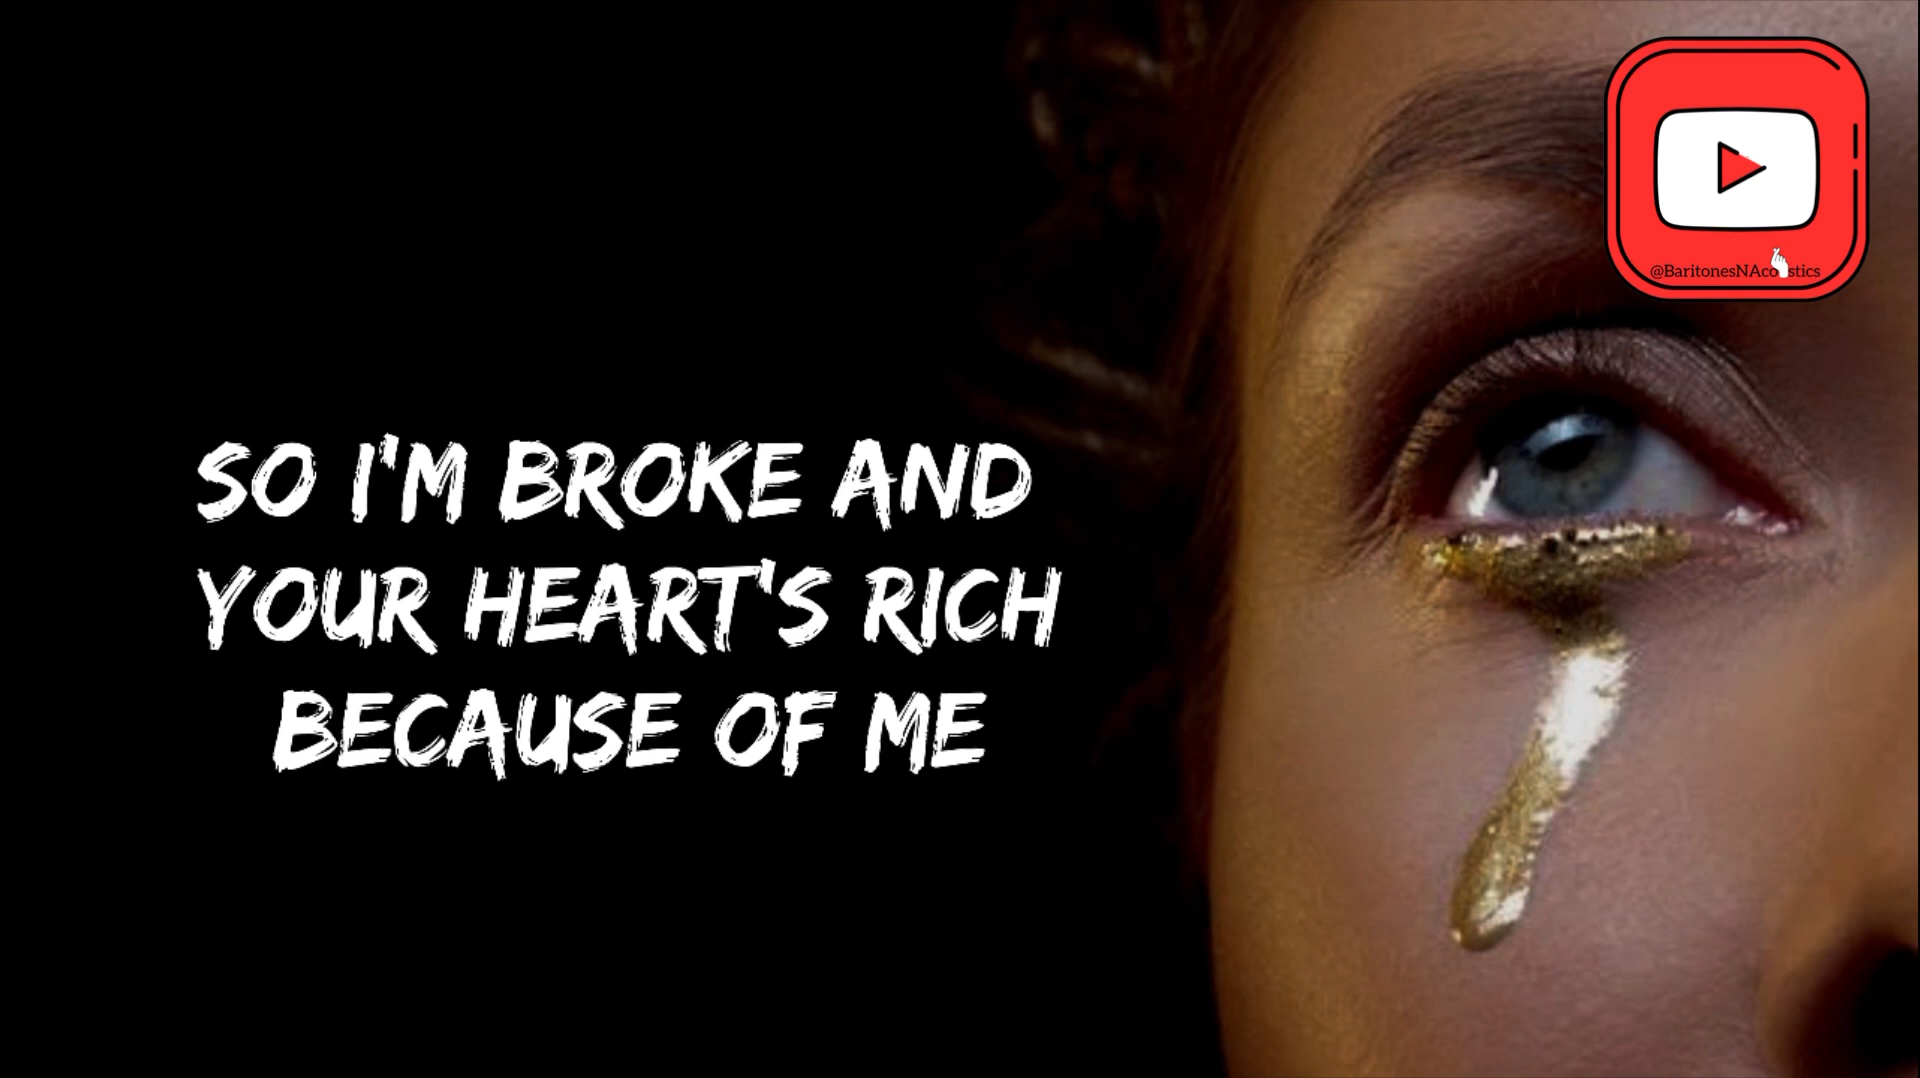 @BaritonesNAcoustics
SO I'M BROKE AND
YOUR HEART'S RICH
BECAUSE OF ME